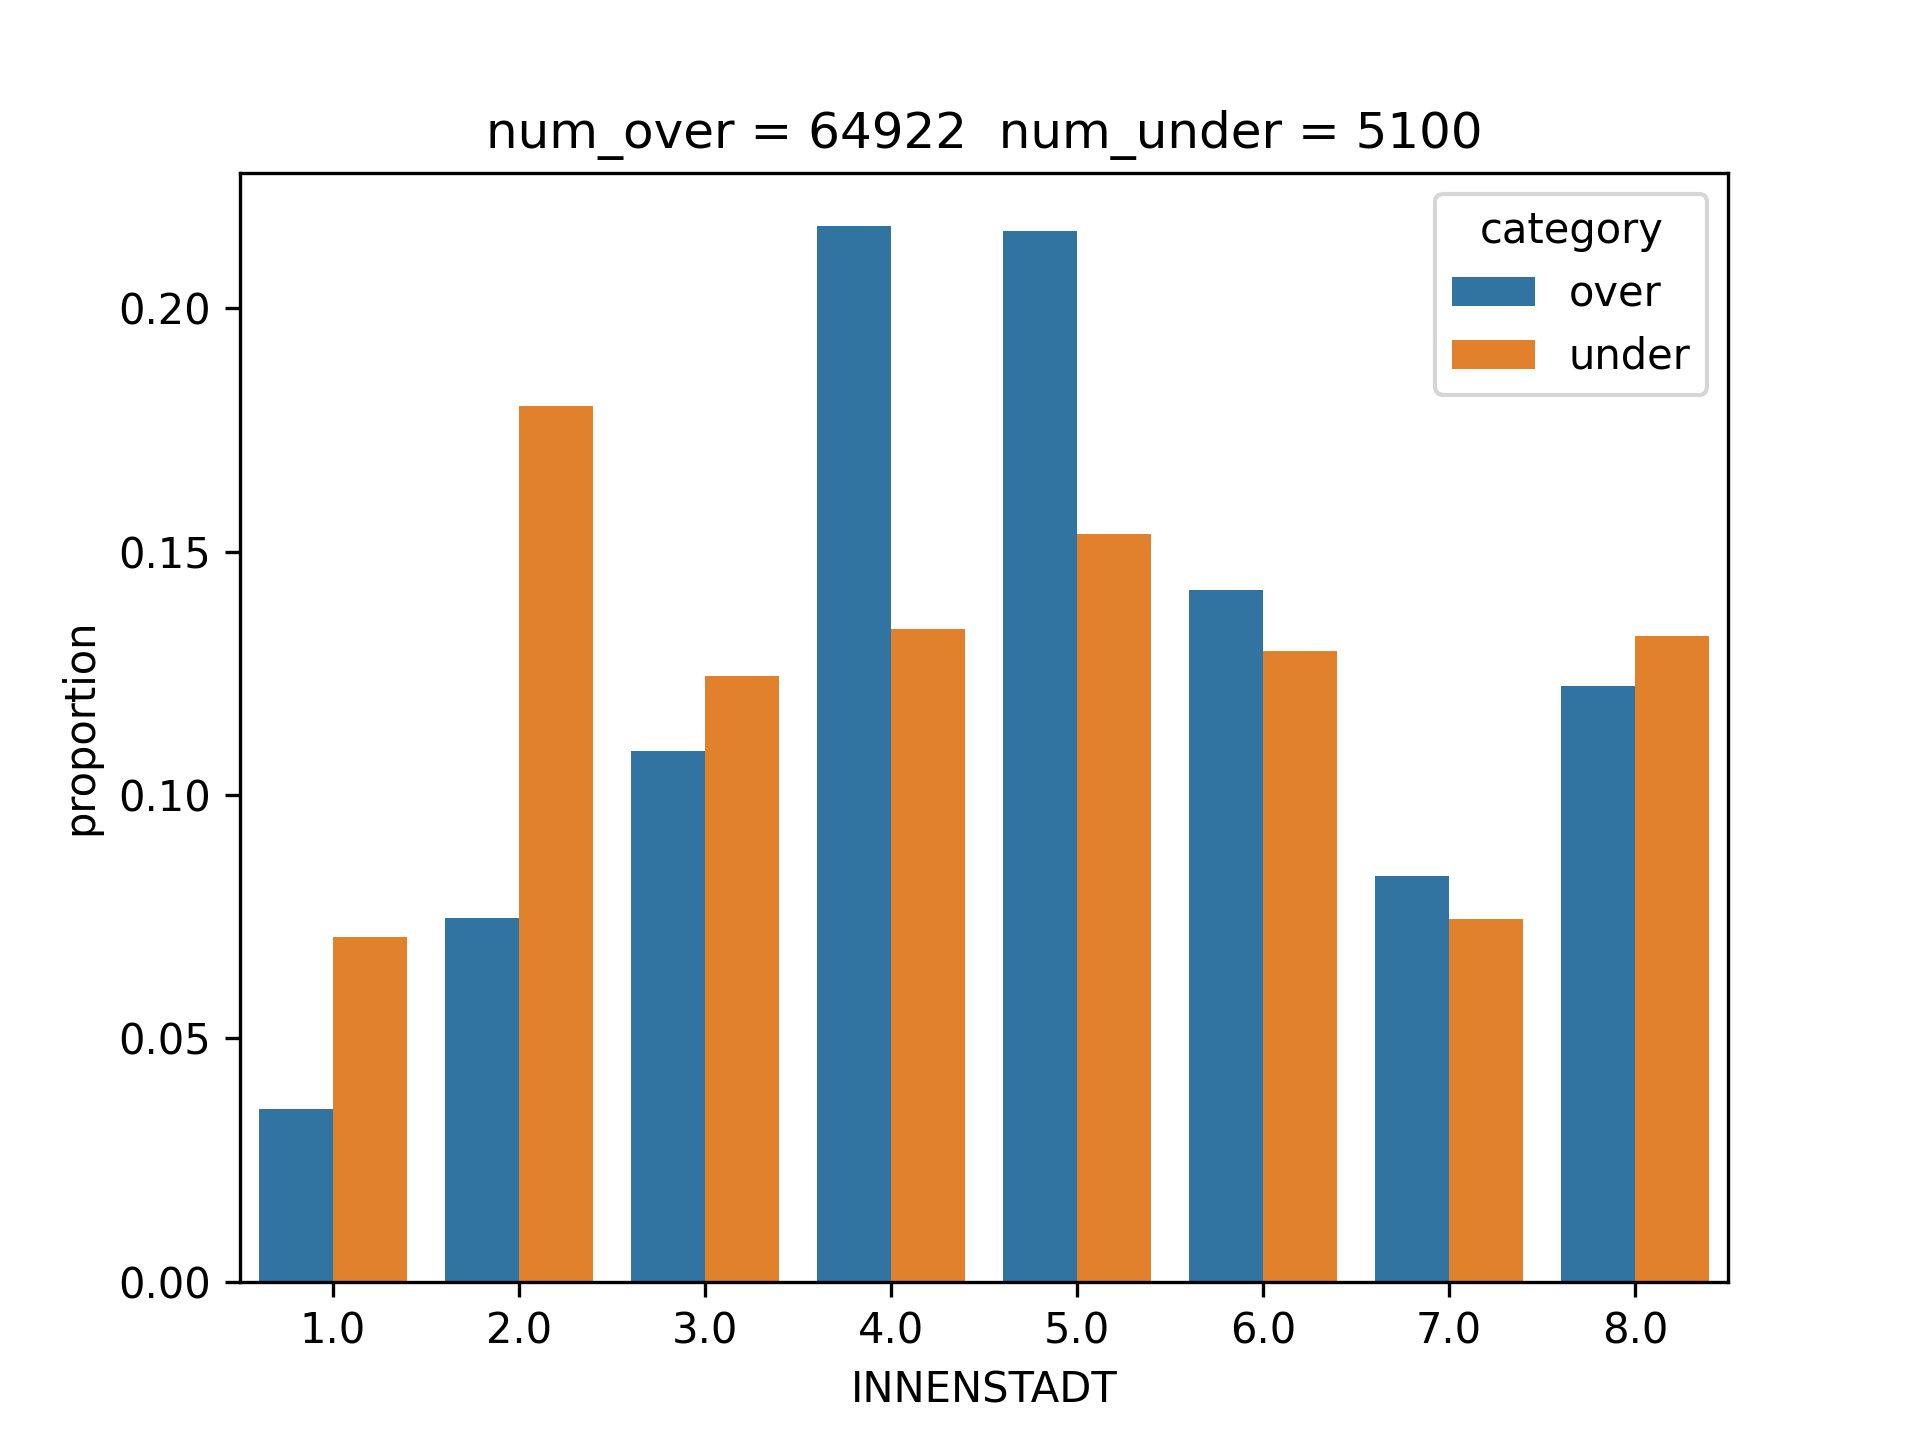 num_over = 64922  num_under = 5100
category
over
under
0.20
0.15
0.10
0.05
0.00
proportion
1.0 2.0 3.0 4.0 5.0 6.0 7.0 8.0
INNENSTADT